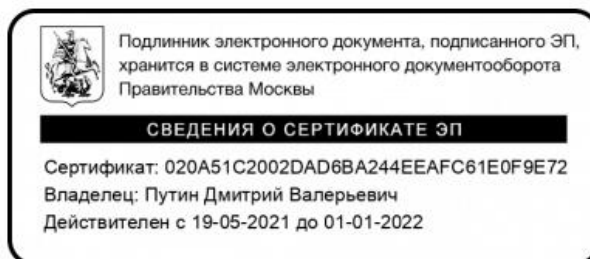 Подлинник электронного документа, подписанного ЭП,
хранится в системе электронного документооборота
Правительства Москвы
СВЕДЕНИЯ О СЕРТИФИКАТЕ ЭП
Сертификат: 020A51C2002DAD6BA244EEAFC61E0F9E72
Владелец: Путин Дмитрий Валерьевич
Действителен с 19-05-2021 до 01-01-2022